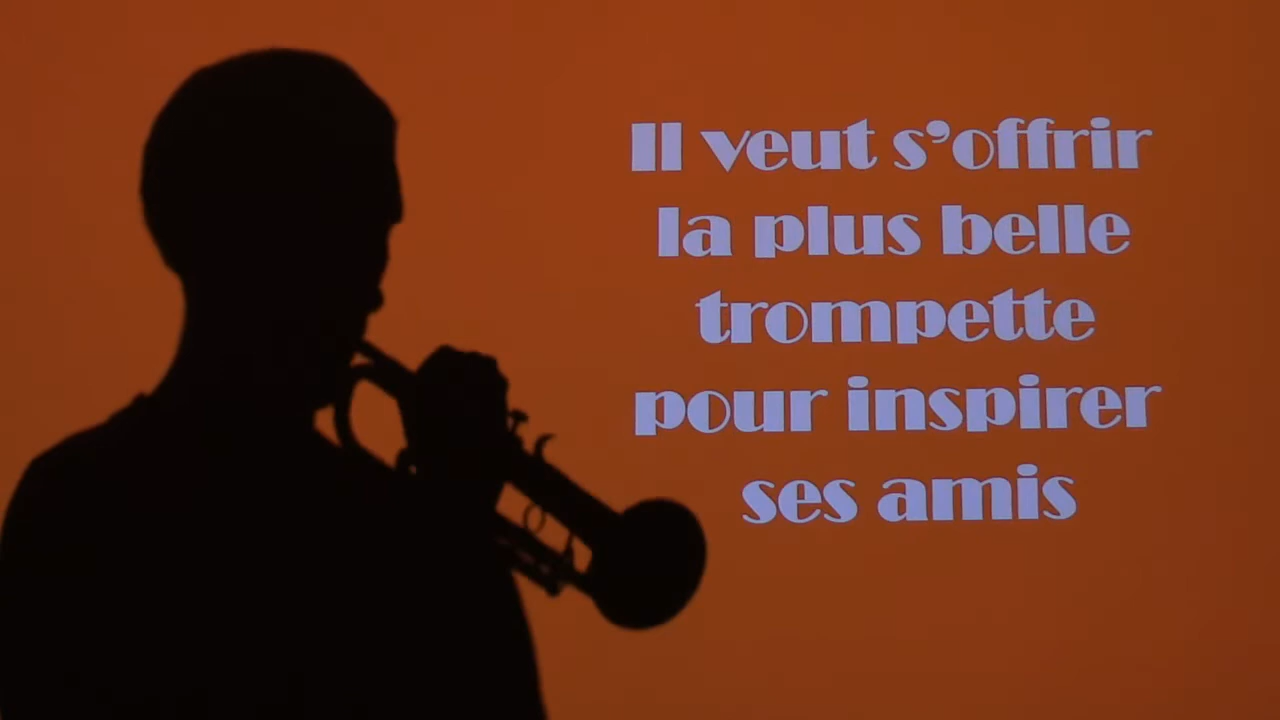 Il veut s’offrir
la plus belle
trompette
pour inspirer
ses amis